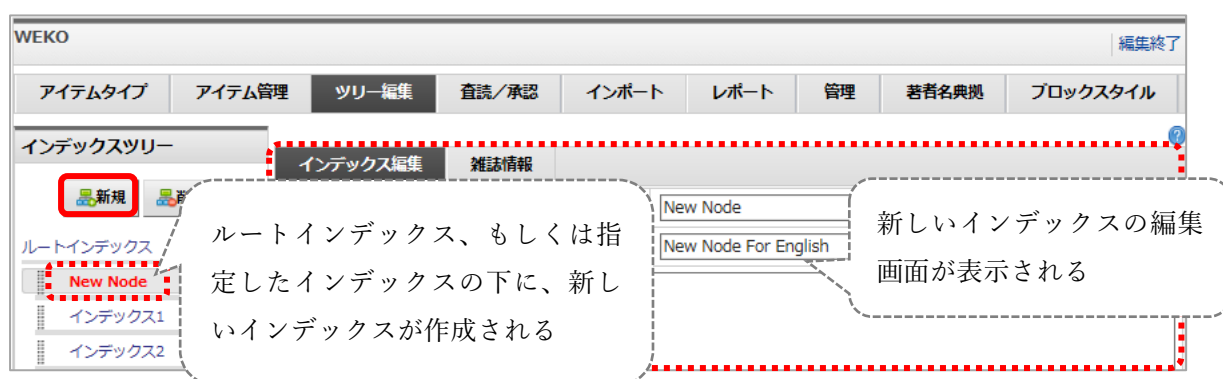 WEKO
編集終了
アイテムタイプ アイテム管理 ツリー編集 査読／承認 インポート レポート 管理 著者名典拠 ブロックスタイル
インデックスツリー
インデックス編集 雑誌情報
新規
New Node
New Node For English
ルートインデックス
New Node
インデックス1
インデックス2
ルートインデックス、もしくは指
定したインデックスの下に、新し
いインデックスが作成される
新しいインデックスの編集
画面が表示される